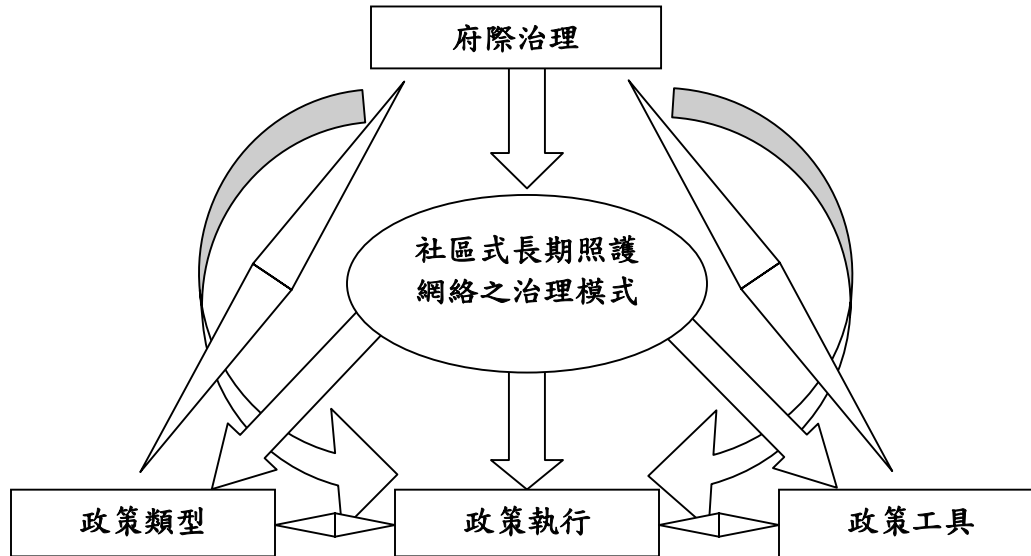 府際治理
社區式長期照護
網絡之治理模式
政策類型
政策執行
政策工具